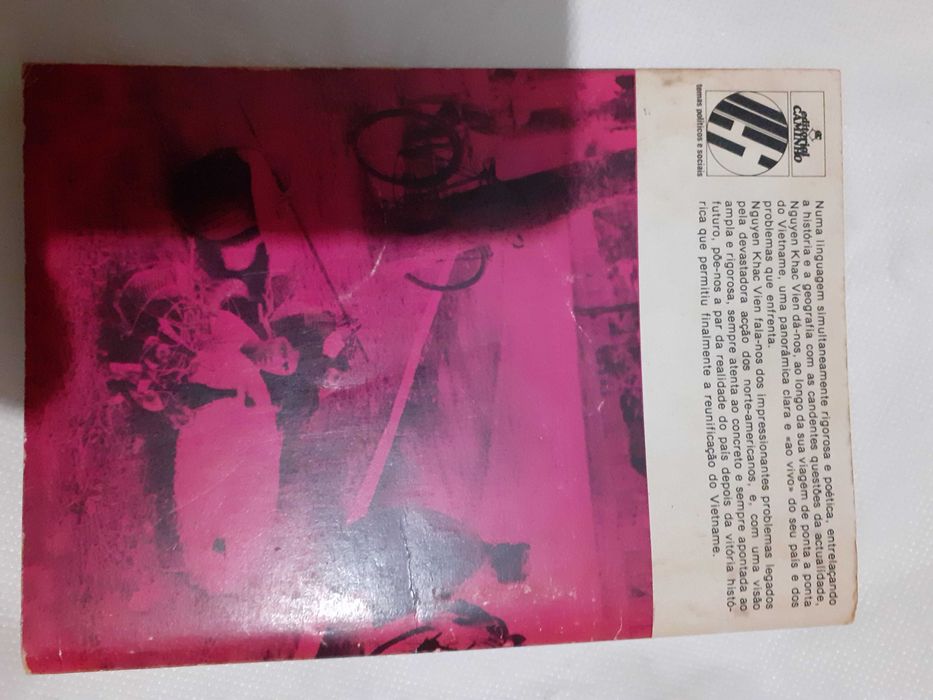 editorial
CAMINHO
temas políticos e sociais
Numa linguagem simultaneamente rigorosa e poética, entrelaçando
a história e a geografia com as candentes questões da actualidade,
Nguyen Khac Vien dá-nos, ao longo da sua viagem de ponta a ponta
do Vietname, uma panorâmica clara e «ao vivo» do seu país e dos
problemas que enfrenta.
Nguyen Khac Vien fala-nos dos impressionantes problemas legados
pela devastadora acção dos norte-americanos, e, com uma visão
ampla e rigorosa, sempre atenta ao concreto e sempre apontada ao
futuro, põe-nos a par da realidade do país depois da vitória histó-
rica que permitiu finalmente a reunificação do Vietname.